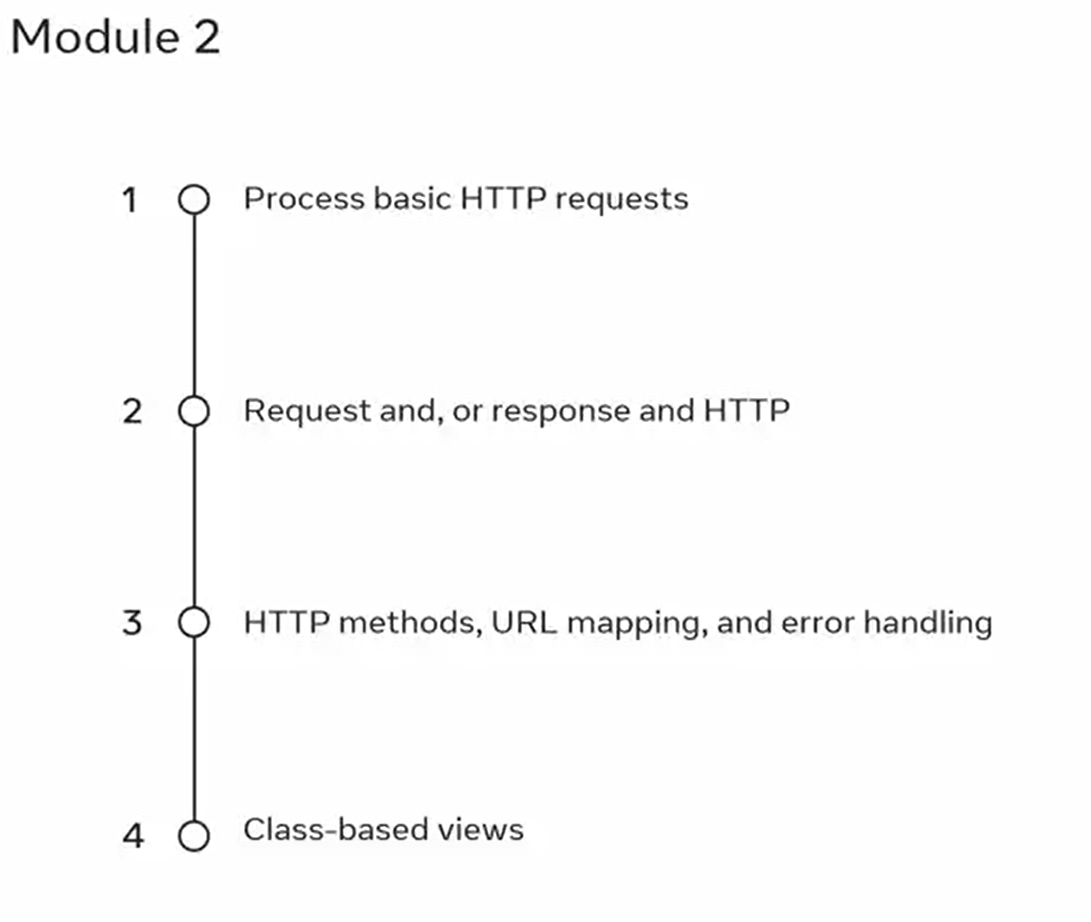 Module 2
1 Process basic HTTP requests
2 Request and, or response and HTTP
3 HTTP methods, URL mapping, and error handling
4 Class-based views